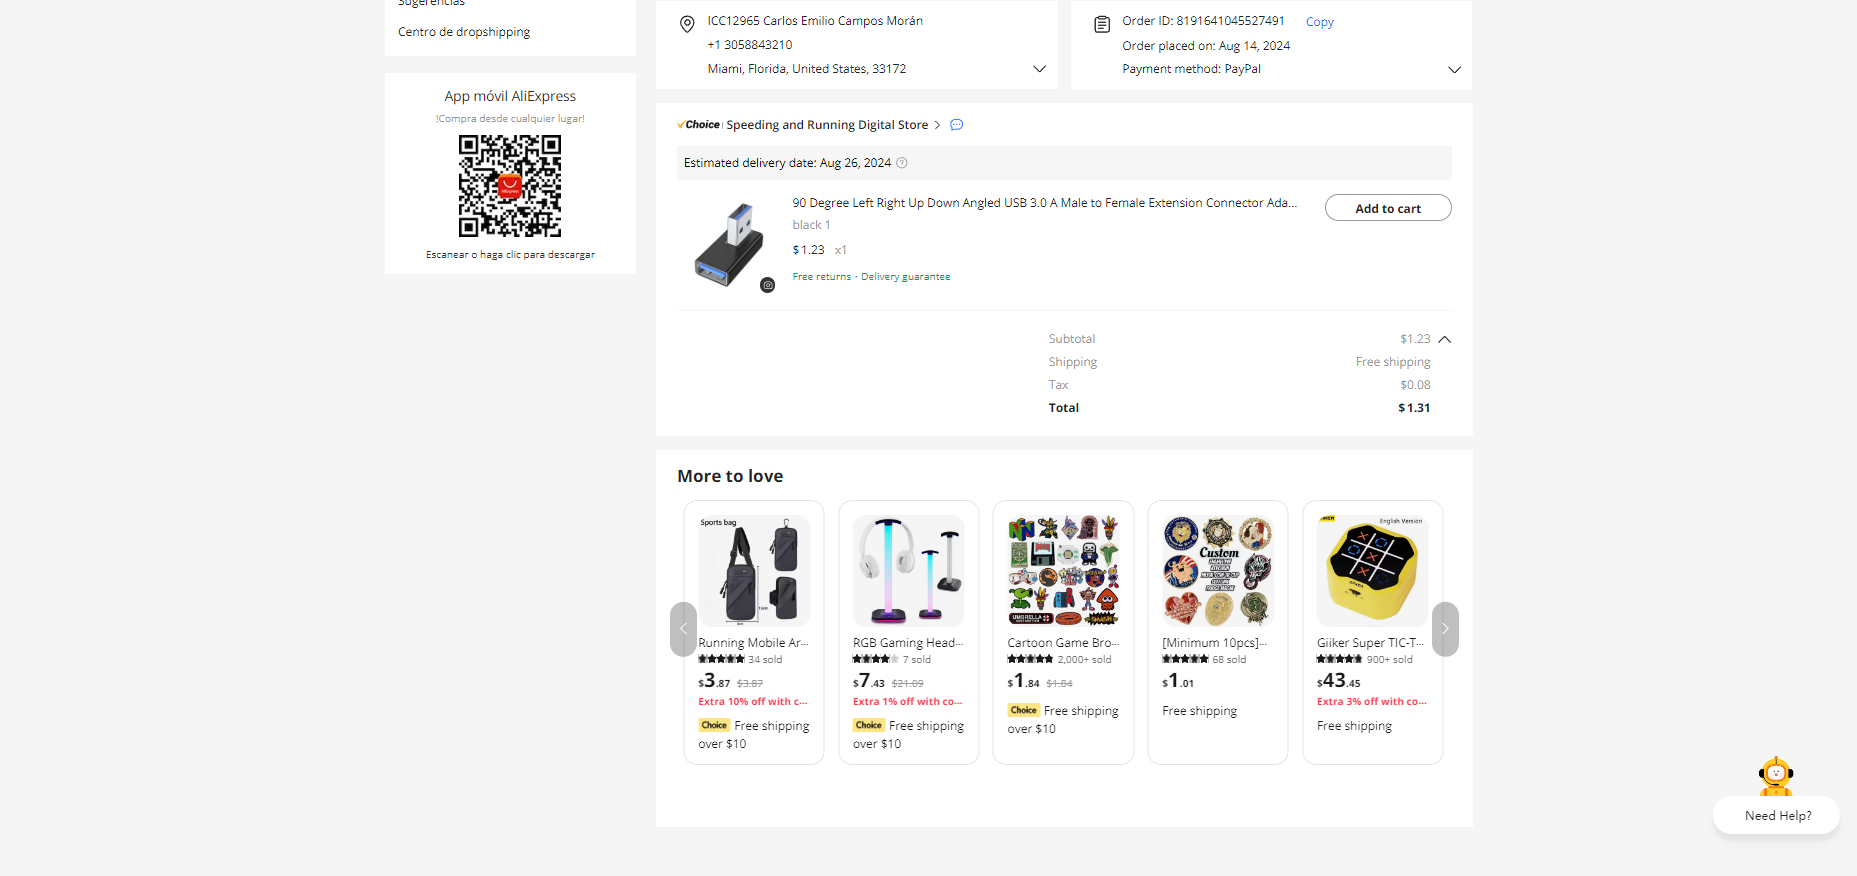 Sugerencias
Centro de dropshipping
App móvil AliExpress
!Compra desde cualquier lugar!
AliExpress
Escanear o haga clic para descargar
ICC12965 Carlos Emilio Campos Morán
+1 3058843210
Miami, Florida, United States, 33172
Order ID: 8191641045527491 Copy
Order placed on: Aug 14, 2024
Payment method: PayPal
Choice Speeding and Running Digital Store
Estimated delivery date: Aug 26, 2024
90 Degree Left Right Up Down Angled USB 3.0 A Male to Female Extension Connector Ada...
Add to cart
black 1
$1.23 x1
Free returns · Delivery guarantee
Subtotal $1.23
Shipping Free shipping
Tax $0.08
Total $1.31
More to love
Sports bag
Running Mobile Ar...
34 sold
$3.87 $3.87
Extra 10% off with c...
Choice Free shipping
over $10
RGB Gaming Head...
7 sold
$7.43 $21.09
Extra 1% off with co...
Choice Free shipping
over $10
UMBRELLA
Cartoon Game Bro...
2,000+ sold
$1.84 $1.84
Choice Free shipping
over $10
Custom
[Minimum 10pcs]...
68 sold
$1.01
Free shipping
English Version
Giiker Super TIC-T...
900+ sold
$43.45
Extra 3% off with co...
Free shipping
Need Help?